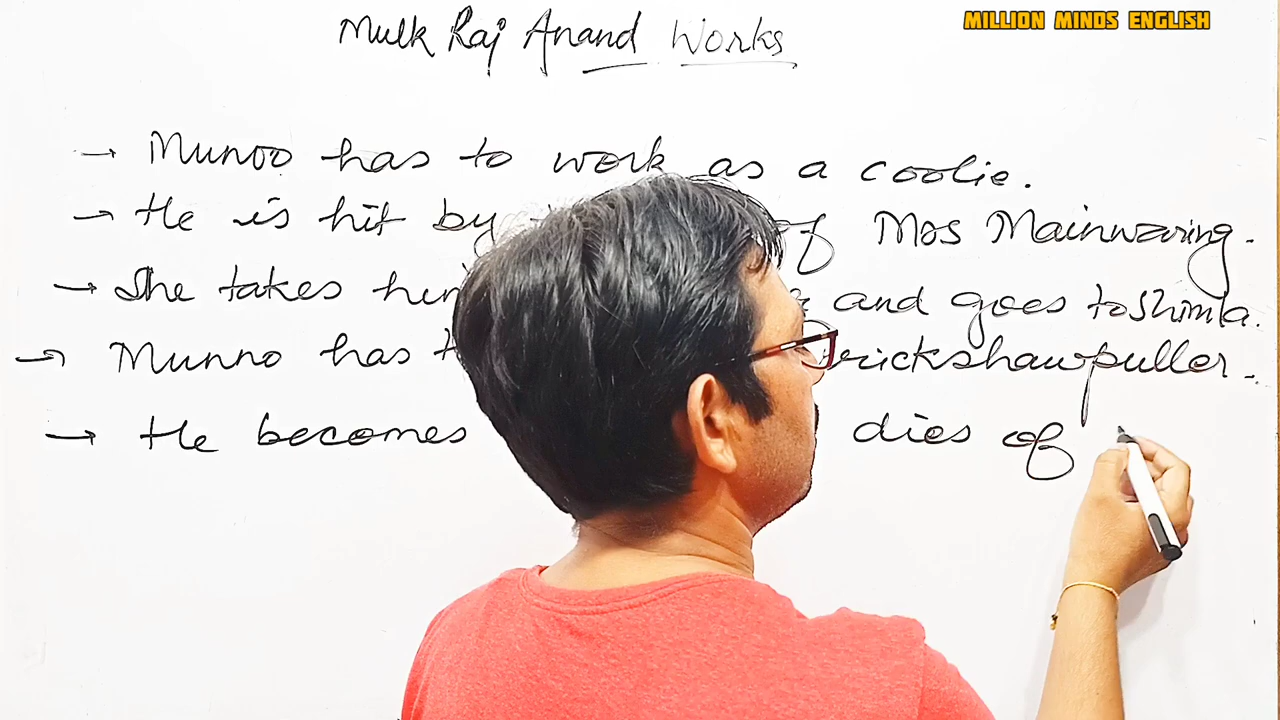 MILLION MINDS ENGLISH
Mulk Raj Anand Works
→ Munoo has to work as a coolie.
→ He is hit by of Mrs Mainwaring.
→ She takes and goes to Shimla.
→ Munno has rickshawpuller.
→ He becomes dies of